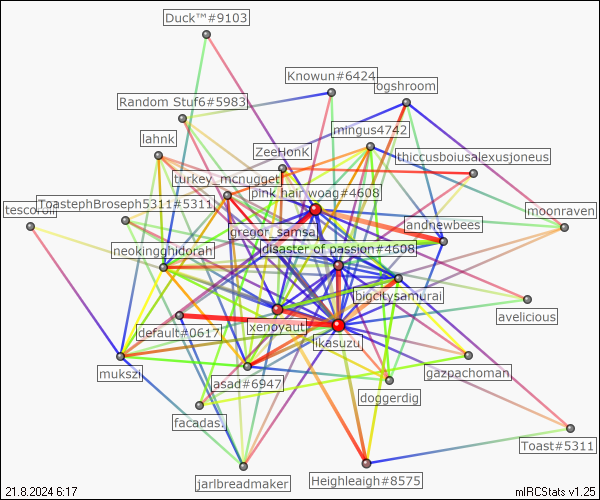 Duck™#9103
Knowun#6424
ogshroom
Random Stuf6#5983
mingus4742
lahnk
ZeeHonK
thiccusboiusalexusjoneus
turkey_mcnugget
pink hair woag#4608
tescoroll
ToastephBroseph5311#5311
moonraven
andnewbees
gregor_samsa
disaster of passion#4608
neokingghidorah
bigcitysamurai
avelicious
default#0617
xenoyaut
likasuzu
mukszi
gazpachoman
asad#6947
doggerdig
facadas.
Toast#5311
jarlbreadmaker
Heighleaigh#8575
21.8.2024 6:17
mIRCStats v1.25